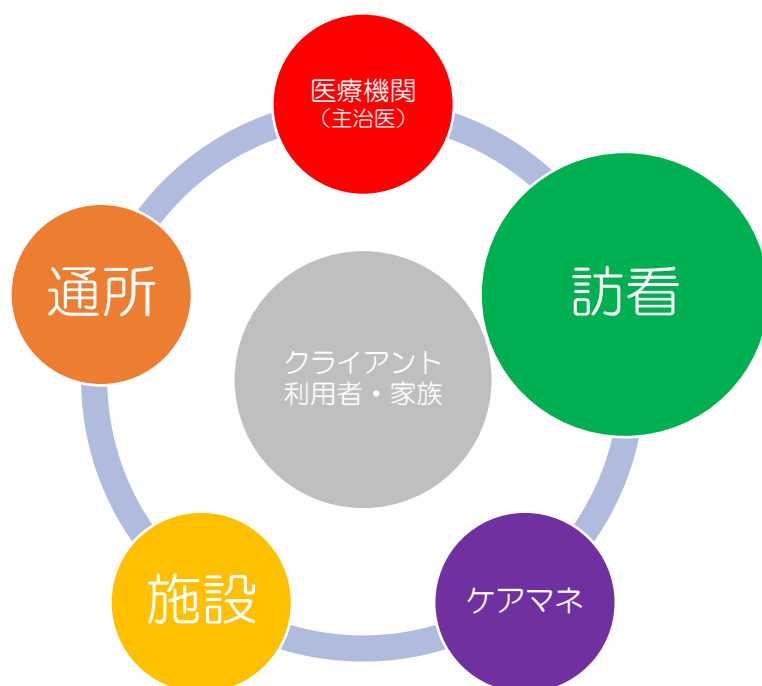 医療機関
（主治医）
訪看
通所
クライアント
利用者・家族
施設
ケアマネ